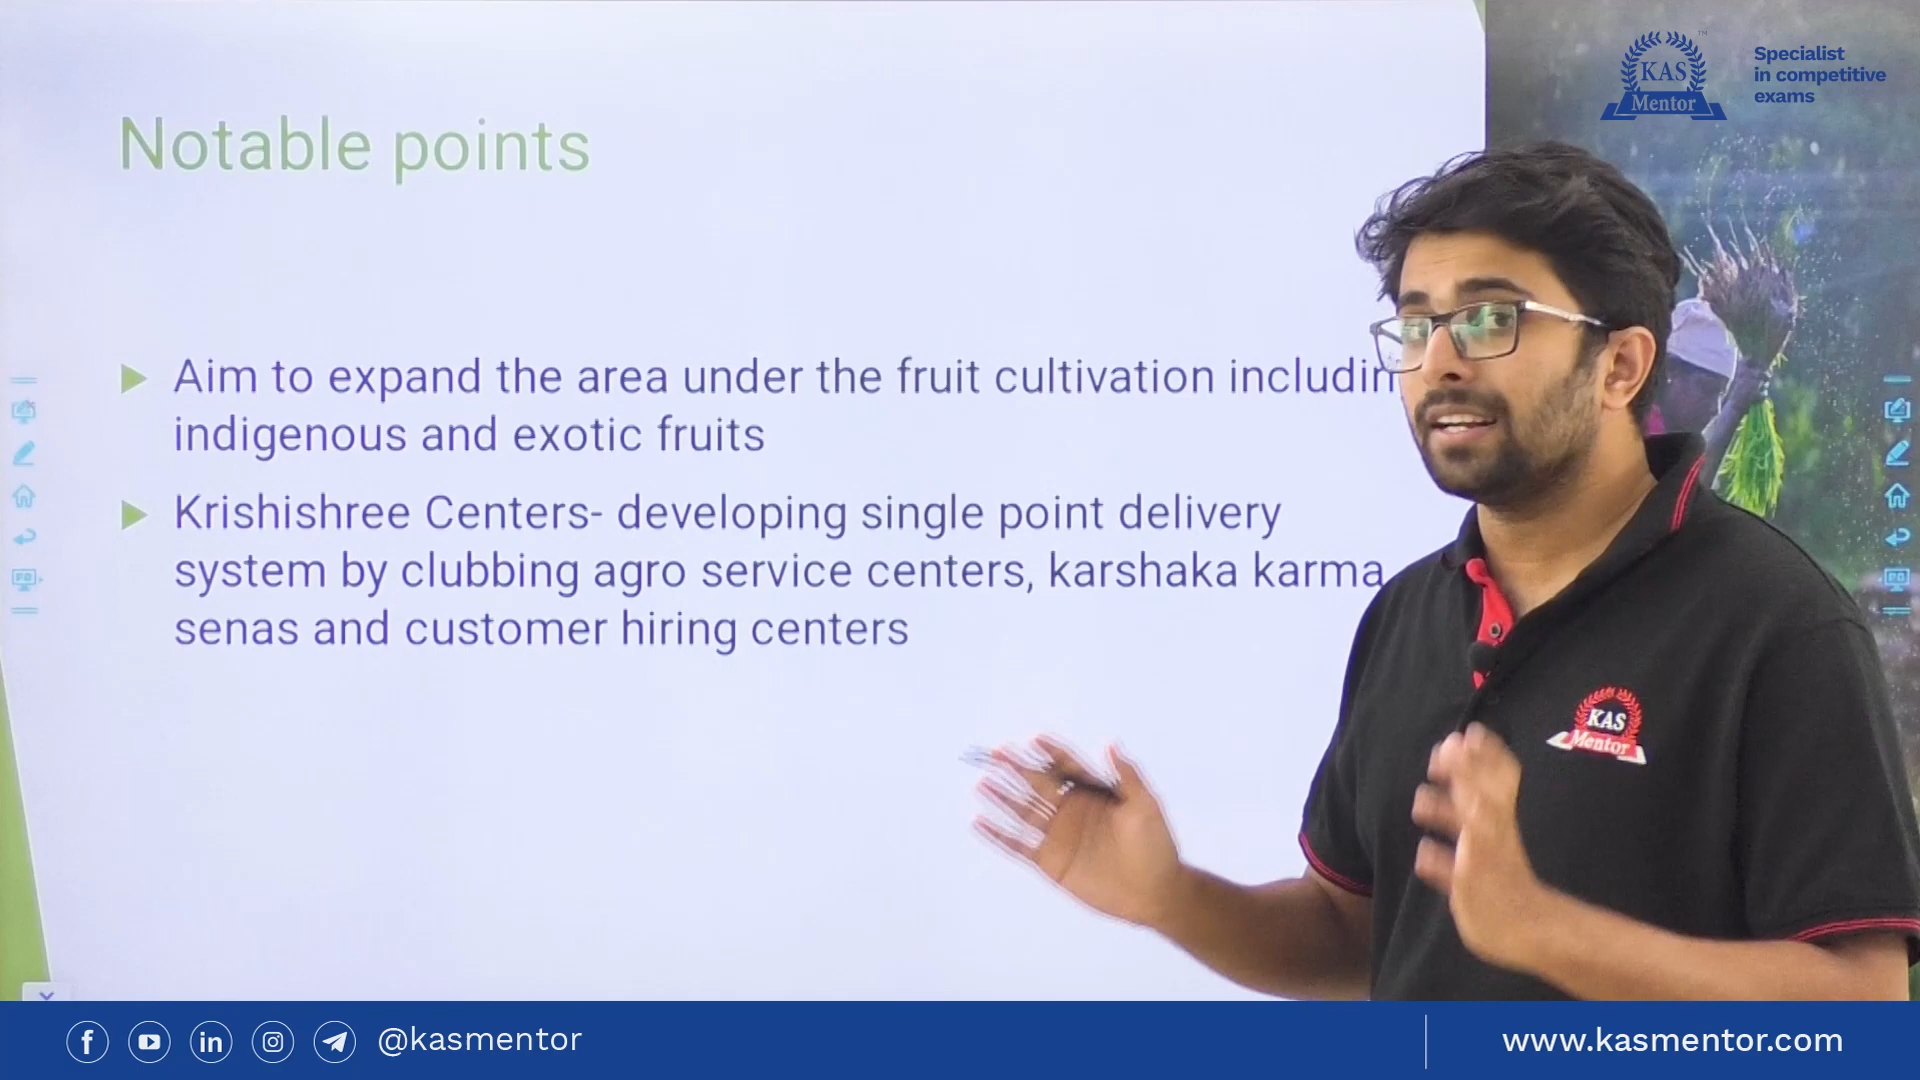 KAS
Mentor
TM
Specialist
in competitive
exams
Notable points
Aim to expand the area under the fruit cultivation includin
indigenous and exotic fruits
Krishishree Centers- developing single point delivery
system by clubbing agro service centers, karshaka karma
senas and customer hiring centers
KAS
Mentor
@kasmentor
www.kasmentor.com